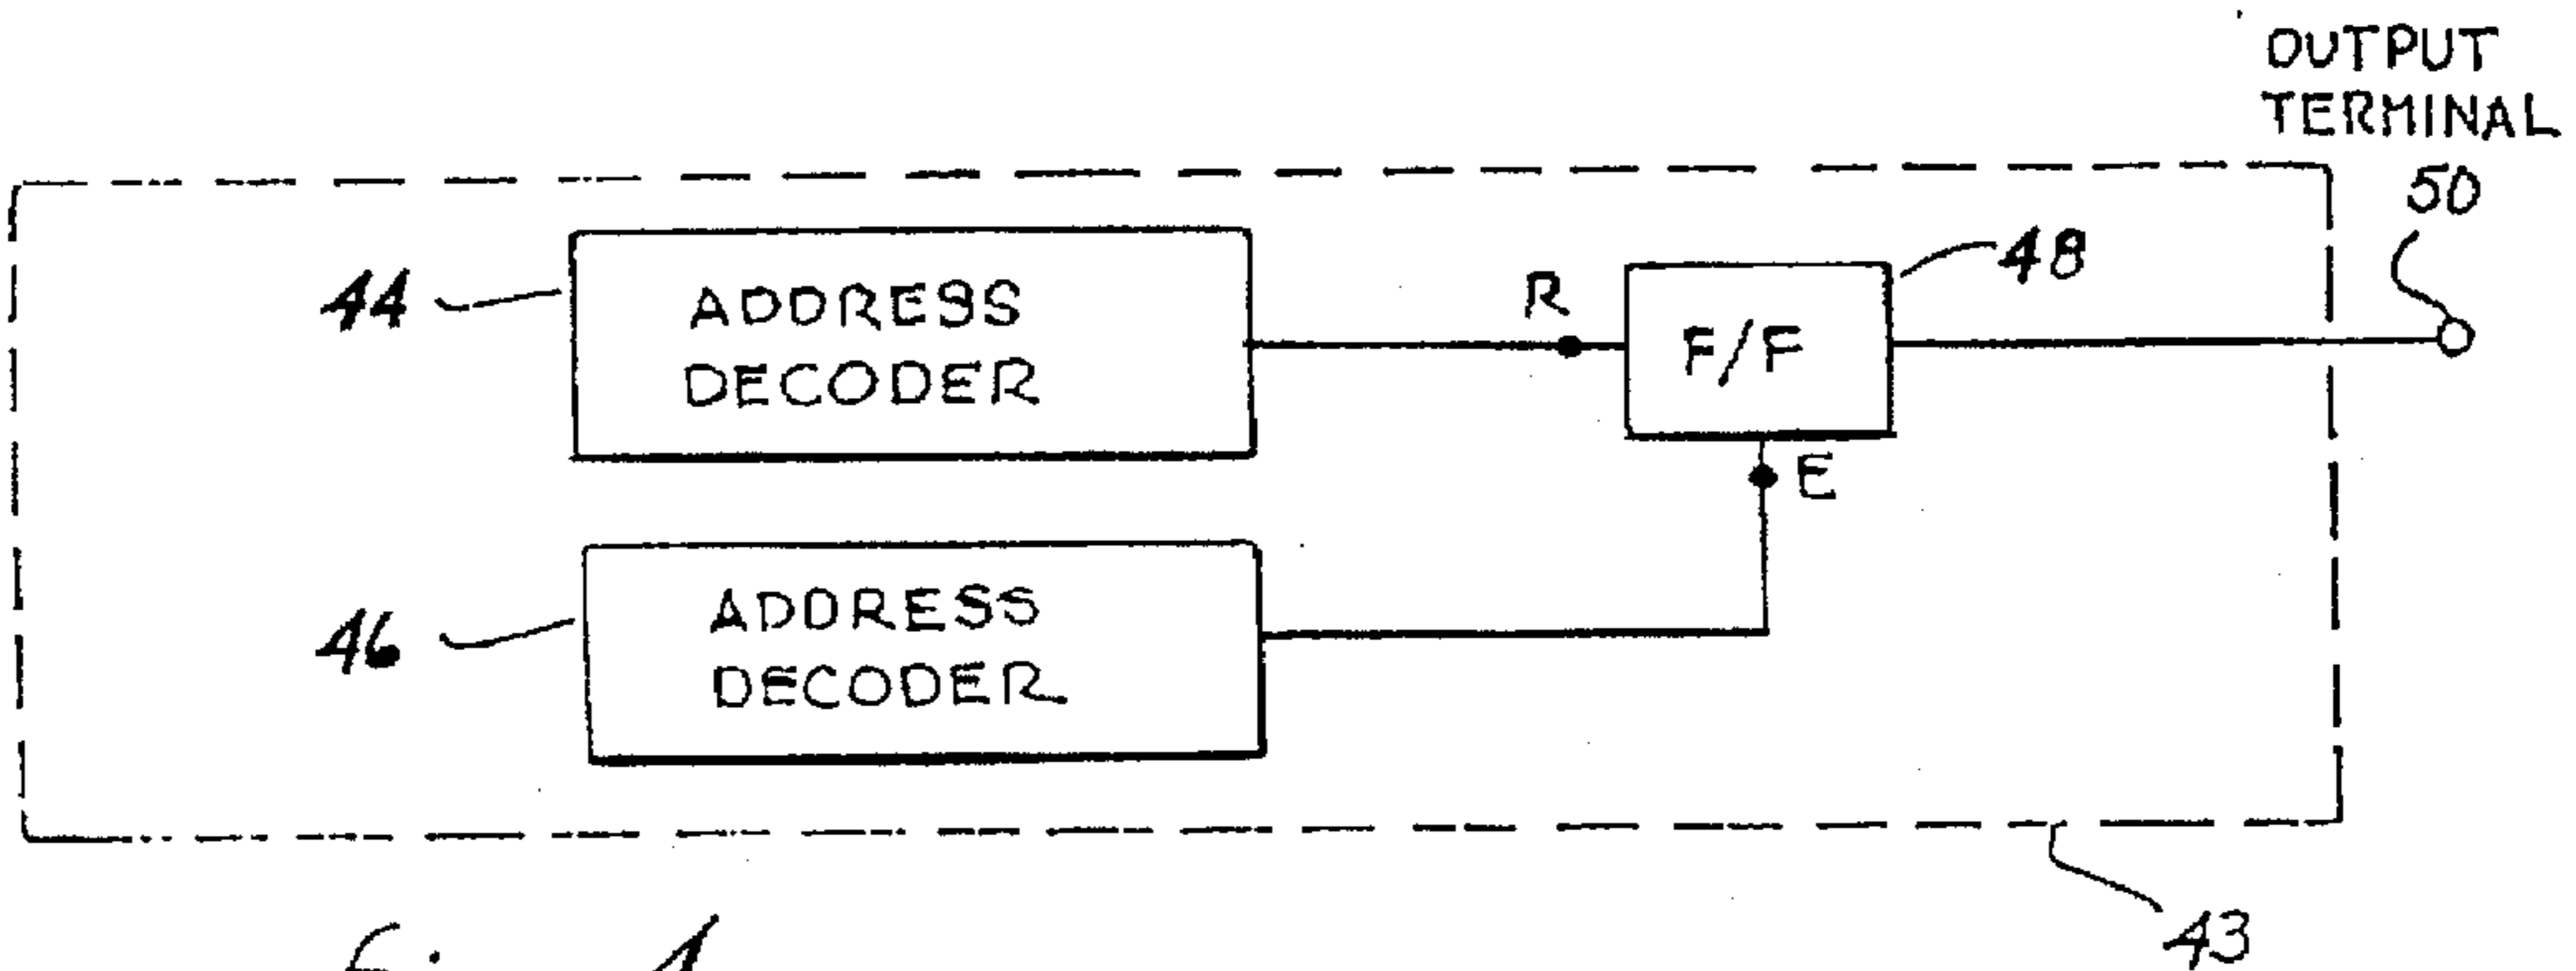 OUTPUT
TERMINAL
50
44
ADDRESS
DECODER
R
F/F
48
E
46
ADDRESS
DECODER
43